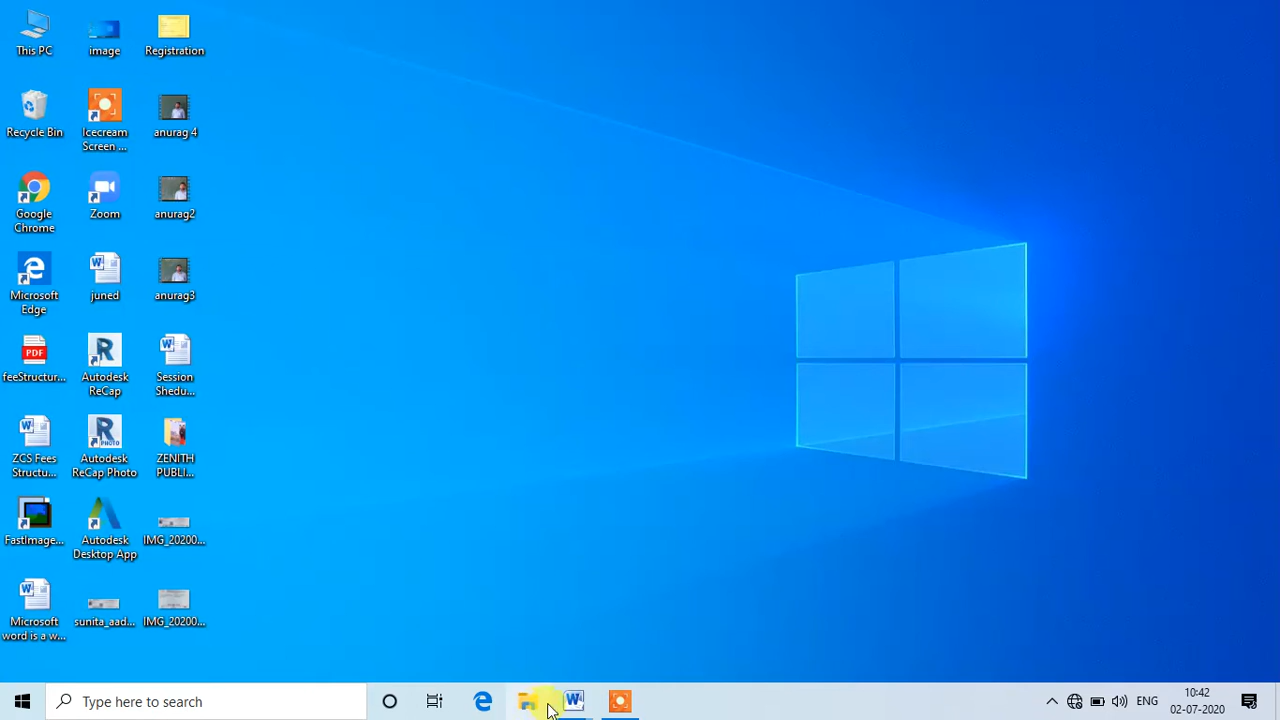 This PC
image
Registration
Recycle Bin
Icecream
Screen ...
anurag 4
Google
Chrome
Zoom
anurag2
Microsoft
Edge
juned
anurag3
PDF
feeStructur...
Autodesk
ReCap
Session
Shedu...
ZCS Fees
Structu...
PHOTO
Autodesk
ReCap Photo
ZENITH
PUBLI...
FastImage...
Autodesk
Desktop App
IMG_20200...
Microsoft
word is a w...
sunita_aad...
IMG_20200...
Type here to search
ENG
10:42
02-07-2020